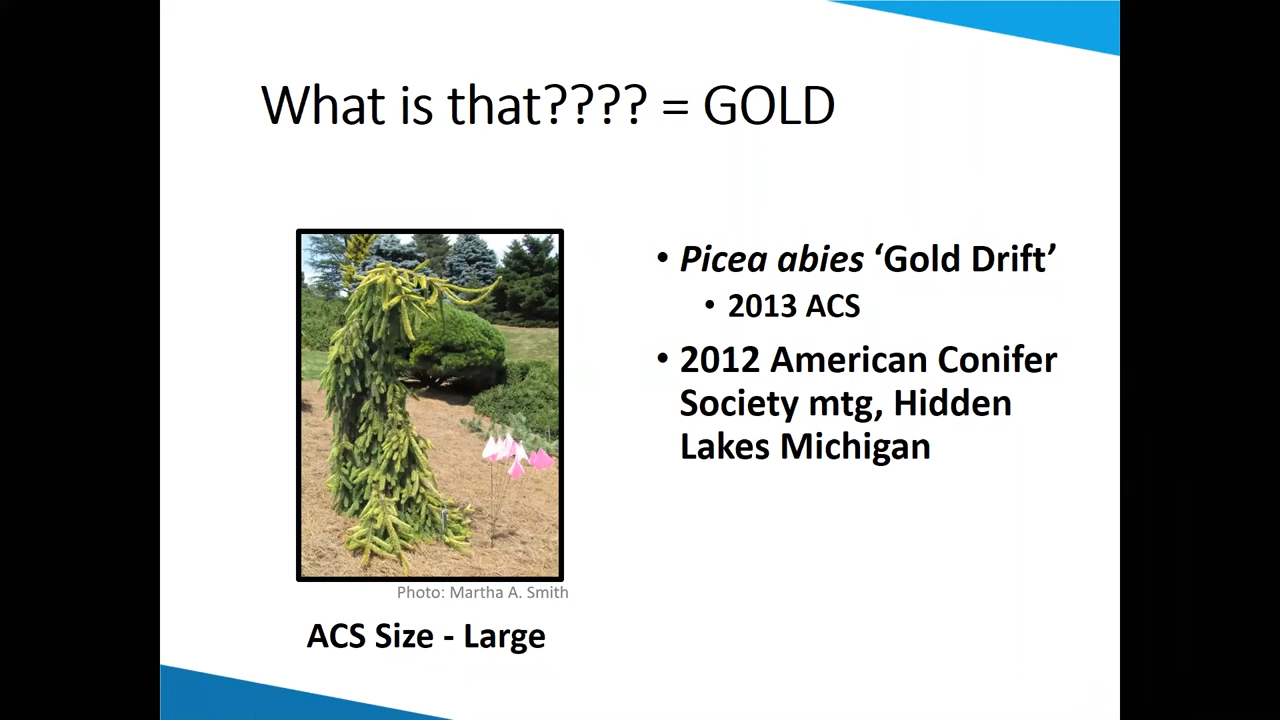 What is that???? = GOLD
• Picea abies ‘Gold Drift’
• 2013 ACS
• 2012 American Conifer
Society mtg, Hidden
Lakes Michigan
Photo: Martha A. Smith
ACS Size - Large